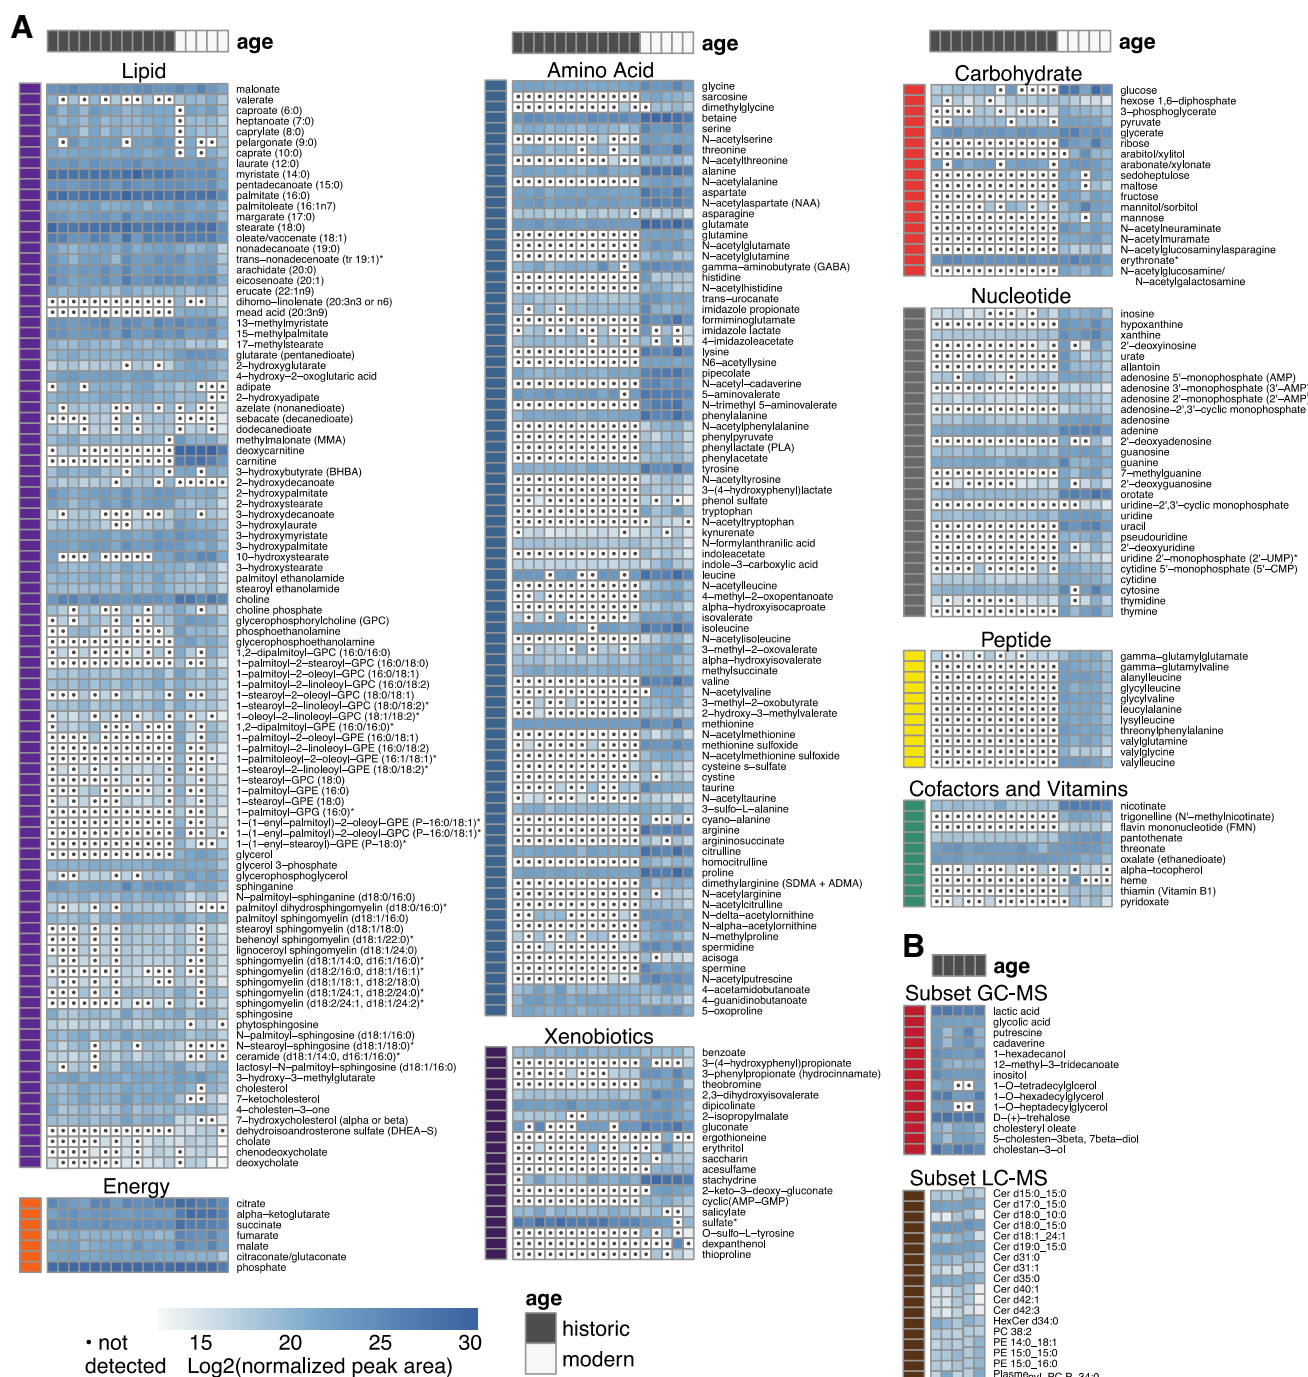 A
age
Lipid
malonate
valerate
caproate (6:0)
heptanoate (7:0)
caprylate (8:0)
pelargonate (9:0)
caprate (10:0)
laurate (12:0)
myristate (14:0)
pentadecanoate (15:0)
palmitate (16:0)
palmitoleate (16:1n7)
margarate (17:0)
stearate (18:0)
oleate/vaccenate (18:1)
nonadecanoate (19:0)
trans–nonadecenoate (tr 19:1)*
arachidate (20:0)
eicosenoate (20:1)
erucate (22:1n9)
dihomo–linolenate (20:3n3 or n6)
mead acid (20:3n9)
13–methylmyristate
15–methylpalmitate
17–methylstearate
glutarate (pentanedioate)
2–hydroxyglutarate
4–hydroxy–2–oxoglutaric acid
adipate
2–hydroxyadipate
azelate (nonanedioate)
sebacate (decanedioate)
dodecanedioate
methylmalonate (MMA)
deoxycarnitine
carnitine
3–hydroxybutyrate (BHBA)
2–hydroxydecanoate
2–hydroxypalmitate
2–hydroxystearate
3–hydroxydecanoate
3–hydroxylaurate
3–hydroxymyristate
3–hydroxypalmitate
10–hydroxystearate
3–hydroxystearate
palmitoyl ethanolamide
stearoyl ethanolamide
choline
choline phosphate
glycerophosphorylcholine (GPC)
phosphoethanolamine
glycerophosphoethanolamine
1,2–dipalmitoyl–GPC (16:0/16:0)
1–palmitoyl–2–stearoyl–GPC (16:0/18:0)
1–palmitoyl–2–oleoyl–GPC (16:0/18:1)
1–palmitoyl–2–linoleoyl–GPC (16:0/18:2)
1–stearoyl–2–oleoyl–GPC (18:0/18:1)
1–stearoyl–2–linoleoyl–GPC (18:0/18:2)*
1–oleoyl–2–linoleoyl–GPC (18:1/18:2)*
1,2–dipalmitoyl–GPE (16:0/16:0)*
1–palmitoyl–2–oleoyl–GPE (16:0/18:1)
1–palmitoyl–2–linoleoyl–GPE (16:0/18:2)
1–palmitoleoyl–2–oleoyl–GPE (16:1/18:1)*
1–stearoyl–2–linoleoyl–GPE (18:0/18:2)*
1–stearoyl–GPC (18:0)
1–palmitoyl–GPE (16:0)
1–stearoyl–GPE (18:0)
1–palmitoyl–GPG (16:0)*
1–(1–enyl–palmitoyl)–2–oleoyl–GPE (P–16:0/18:1)*
1–(1–enyl–palmitoyl)–2–oleoyl–GPC (P–16:0/18:1)*
1–(1–enyl–stearoyl)–GPE (P–18:0)*
glycerol
glycerol 3–phosphate
glycerophosphoglycerol
sphinganine
N–palmitoyl–sphinganine (d18:0/16:0)
palmitoyl dihydrosphingomyelin (d18:0/16:0)*
palmitoyl sphingomyelin (d18:1/16:0)
stearoyl sphingomyelin (d18:1/18:0)
behenoyl sphingomyelin (d18:1/22:0)*
lignoceroyl sphingomyelin (d18:1/24:0)
sphingomyelin (d18:1/14:0, d16:1/16:0)*
sphingomyelin (d18:2/16:0, d18:1/16:1)*
sphingomyelin (d18:1/18:1, d18:2/18:0)
sphingomyelin (d18:1/24:1, d18:2/24:0)*
sphingomyelin (d18:2/24:1, d18:1/24:2)*
sphingosine
phytosphingosine
N–palmitoyl–sphingosine (d18:1/16:0)
N–stearoyl–sphingosine (d18:1/18:0)*
ceramide (d18:1/14:0, d16:1/16:0)*
lactosyl–N–palmitoyl–sphingosine (d18:1/16:0)
3–hydroxy–3–methylglutarate
cholesterol
7–ketocholesterol
4–cholesten–3–one
7–hydroxycholesterol (alpha or beta)
dehydroisoandrosterone sulfate (DHEA–S)
cholate
chenodeoxycholate
deoxycholate
Energy
citrate
alpha–ketoglutarate
succinate
fumarate
malate
citraconate/glutaconate
phosphate
• not
detected
15 20 25 30
Log2(normalized peak area)
age
Amino Acid
glycine
sarcosine
dimethylglycine
betaine
serine
N–acetylserine
threonine
N–acetylthreonine
alanine
N–acetylalanine
aspartate
N–acetylaspartate (NAA)
asparagine
glutamate
glutamine
N–acetylglutamate
N–acetylglutamine
gamma–aminobutyrate (GABA)
histidine
N–acetylhistidine
trans–urocanate
imidazole propionate
formiminoglutamate
imidazole lactate
4–imidazoleacetate
lysine
N6–acetyllysine
pipecolate
N–acetyl–cadaverine
5–aminovalerate
N–trimethyl 5–aminovalerate
phenylalanine
N–acetylphenylalanine
phenylpyruvate
phenyllactate (PLA)
phenylacetate
tyrosine
N–acetyltyrosine
3–(4–hydroxyphenyl)lactate
phenol sulfate
tryptophan
N–acetyltryptophan
kynurenate
N–formylanthranilic acid
indoleacetate
indole–3–carboxylic acid
leucine
N–acetylleucine
4–methyl–2–oxopentanoate
alpha–hydroxyisocaproate
isovalerate
isoleucine
N–acetylisoleucine
3–methyl–2–oxovalerate
alpha–hydroxyisovalerate
methylsuccinate
valine
N–acetylvaline
3–methyl–2–oxobutyrate
2–hydroxy–3–methylvalerate
methionine
N–acetylmethionine
methionine sulfoxide
N–acetylmethionine sulfoxide
cysteine s–sulfate
cystine
taurine
N–acetyltaurine
3–sulfo–L–alanine
cyano–alanine
arginine
argininosuccinate
citrulline
homocitrulline
proline
dimethylarginine (SDMA + ADMA)
N–acetylarginine
N–acetylcitrulline
N–delta–acetylornithine
N–alpha–acetylornithine
N–methylproline
spermidine
acisoga
spermine
N–acetylputrescine
4–acetamidobutanoate
4–guanidinobutanoate
5–oxoproline
Xenobiotics
benzoate
3–(4–hydroxyphenyl)propionate
3–phenylpropionate (hydrocinnamate)
theobromine
2,3–dihydroxyisovalerate
dipicolinate
2–isopropylmalate
gluconate
ergothioneine
erythritol
saccharin
acesulfame
stachydrine
2–keto–3–deoxy–gluconate
cyclic(AMP–GMP)
salicylate
sulfate*
O–sulfo–L–tyrosine
dexpanthenol
thioproline
age
historic
modern
age
Carbohydrate
glucose
hexose 1,6–diphosphate
3–phosphoglycerate
pyruvate
glycerate
ribose
arabitol/xylitol
arabonate/xylonate
sedoheptulose
maltose
fructose
mannitol/sorbitol
mannose
N–acetylneuraminate
N–acetylmuramate
N–acetylglucosaminylasparagine
erythronate*
N–acetylglucosamine/
N–acetylgalactosamine
Nucleotide
inosine
hypoxanthine
xanthine
2'–deoxyinosine
urate
allantoin
adenosine 5'–monophosphate (AMP)
adenosine 3'–monophosphate (3'–AMP)
adenosine 2'–monophosphate (2'–AMP)
adenosine–2',3'–cyclic monophosphate
adenosine
adenine
2'–deoxyadenosine
guanosine
guanine
7–methylguanine
2'–deoxyguanosine
orotate
uridine–2',3'–cyclic monophosphate
uridine
uracil
pseudouridine
2'–deoxyuridine
uridine 2'–monophosphate (2'–UMP)*
cytidine 5'–monophosphate (5'–CMP)
cytidine
cytosine
thymidine
thymine
Peptide
gamma–glutamylglutamate
gamma–glutamylvaline
alanylleucine
glycylleucine
glycylvaline
leucylalanine
lysylleucine
threonylphenylalanine
valylglutamine
valylglycine
valylleucine
Cofactors and Vitamins
nicotinate
trigonelline (N'–methylnicotinate)
flavin mononucleotide (FMN)
pantothenate
threonate
oxalate (ethanedioate)
alpha–tocopherol
heme
thiamin (Vitamin B1)
pyridoxate
B
age
Subset GC–MS
lactic acid
glycolic acid
putrescine
cadaverine
1–hexadecanol
12–methyl–3–tridecanoate
inositol
1–O–tetradecylglcerol
1–O–hexadecylglycerol
1–O–heptadecylglycerol
D–(+)–trehalose
cholesteryl oleate
5–cholesten–3beta, 7beta–diol
cholestan–3–ol
Subset LC–MS
Cer d15:0_15:0
Cer d17:0_15:0
Cer d18:0_10:0
Cer d18:0_15:0
Cer d18:1_24:1
Cer d19:0_15:0
Cer d31:0
Cer d31:1
Cer d35:0
Cer d40:1
Cer d42:1
Cer d42:3
HexCer d34:0
PC 38:2
PE 14:0_18:1
PE 15:0_15:0
PE 15:0_16:0